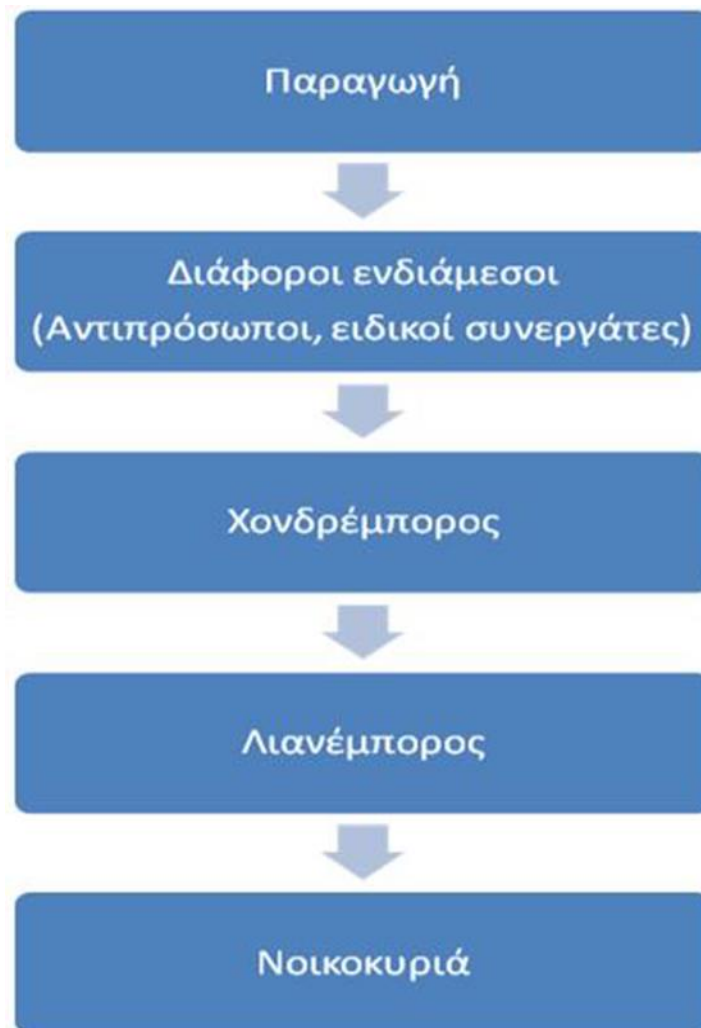 Παραγωγή
Διάφοροι ενδιάμεσοι
(Αντιπρόσωποι, ειδικοί συνεργάτες)
Χονδρέμπορος
Λιανέμπορος
Νοικοκυριά